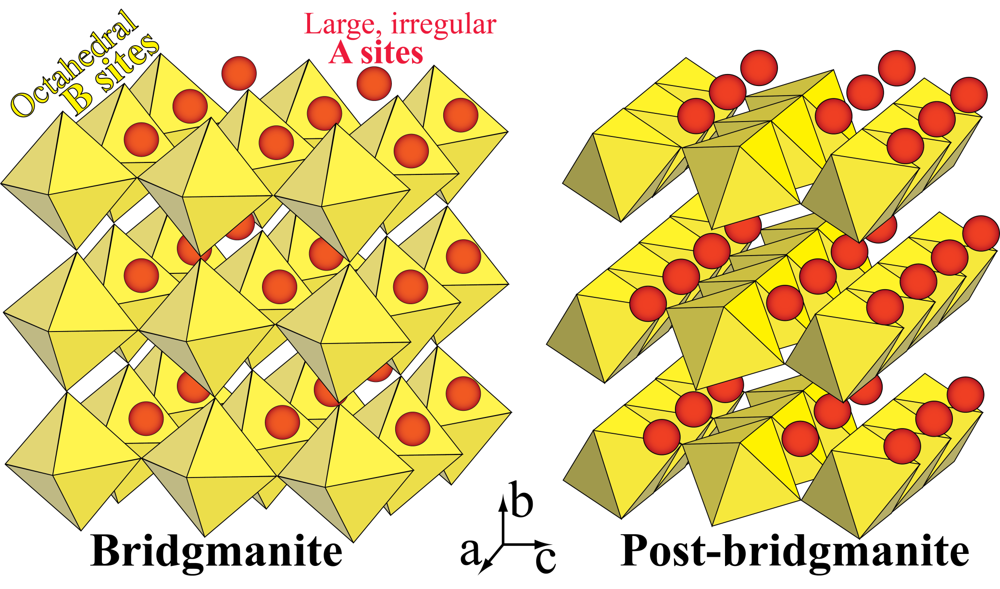 Octahedral
B sites
Large, irregular
A sites
b
a
c
Bridgmanite
Post-bridgmanite